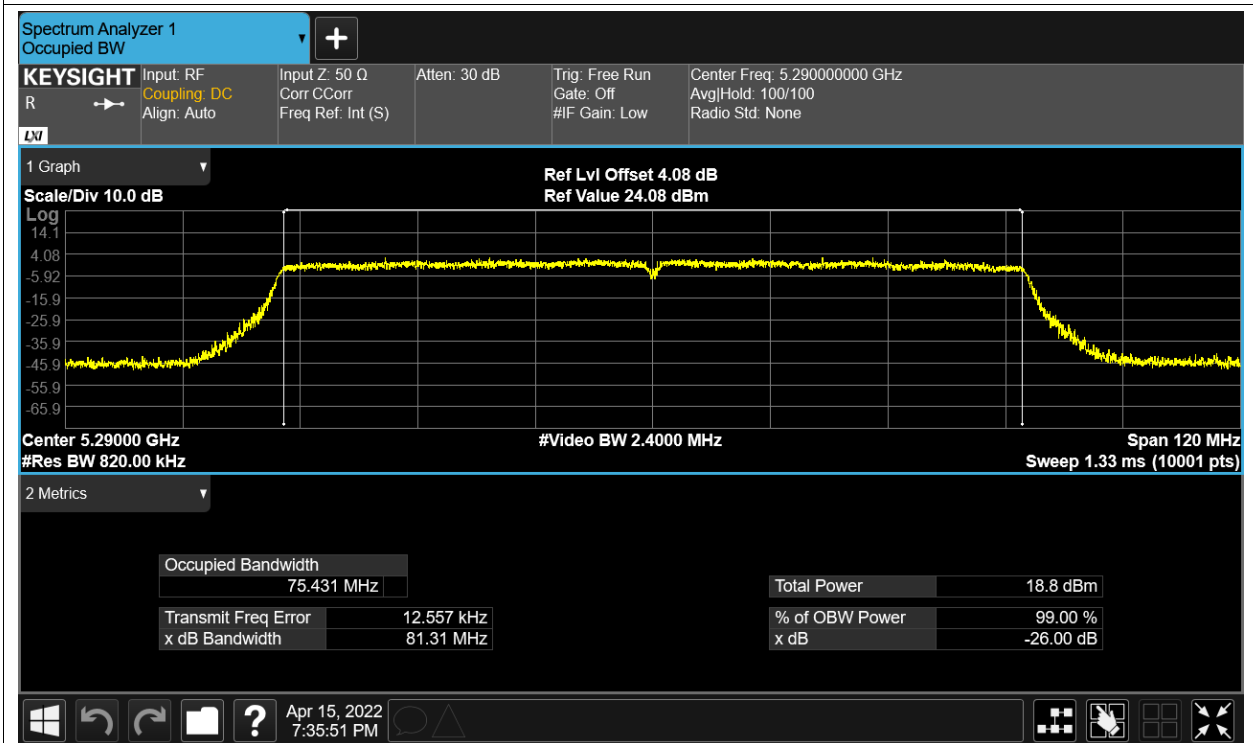 Spectrum Analyzer 1
Occupied BW
KEYSIGHT
R
LXI
Input: RF
Coupling: DC
Align: Auto
Input Z: 50 Ω
Corr CCorr
Freq Ref: Int (S)
Atten: 30 dB
Trig: Free Run
Gate: Off
#IF Gain: Low
Center Freq: 5.290000000 GHz
Avg|Hold: 100/100
Radio Std: None
1 Graph
Scale/Div 10.0 dB
Ref Lvl Offset 4.08 dB
Ref Value 24.08 dBm
Log
14.1
4.08
-5.92
-15.9
-25.9
-35.9
-45.9
-55.9
-65.9
Center 5.29000 GHz
#Video BW 2.4000 MHz
Span 120 MHz
#Res BW 820.00 kHz
Sweep 1.33 ms (10001 pts)
2 Metrics
Occupied Bandwidth
75.431 MHz
Total Power 18.8 dBm
Transmit Freq Error 12.557 kHz
% of OBW Power 99.00 %
x dB Bandwidth 81.31 MHz
x dB -26.00 dB
?
Apr 15, 2022
7:35:51 PM